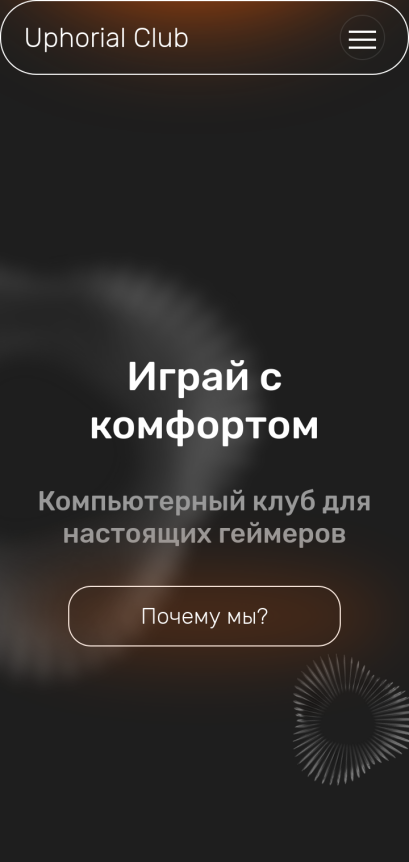 Uphorial Club
Играй с
комфортом
Компьютерный клуб для
настоящих геймеров
Почему мы?